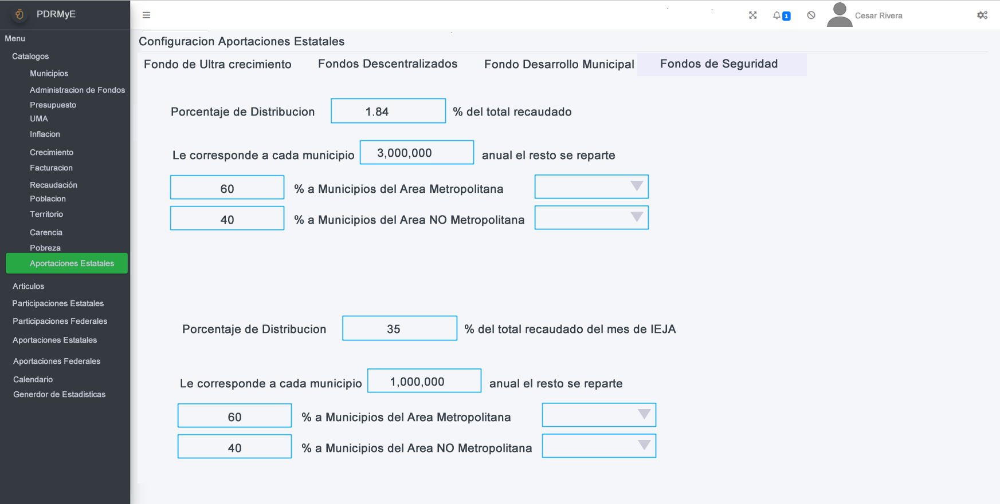 PDRMyE
1
Cesar Rivera
Menu
Catalogos
Municipios
Administracion de Fondos
Presupuesto
UMA
Inflacion
Crecimiento
Facturacion
Recaudación
Poblacion
Territorio
Carencia
Pobreza
Aportaciones Estatales
Articulos
Participaciones Estatales
Participaciones Federales
Aportaciones Estatales
Aportaciones Federales
Calendario
Generdor de Estadisticas
Configuracion Aportaciones Estatales
Fondo de Ultra crecimiento Fondos Descentralizados Fondo Desarrollo Municipal Fondos de Seguridad
Porcentaje de Distribucion 1.84 % del total recaudado
Le corresponde a cada municipio 3,000,000 anual el resto se reparte
60 % a Municipios del Area Metropolitana
40 % a Municipios del Area NO Metropolitana
Porcentaje de Distribucion 35 % del total recaudado del mes de IEJA
Le corresponde a cada municipio 1,000,000 anual el resto se reparte
60 % a Municipios del Area Metropolitana
40 % a Municipios del Area NO Metropolitana